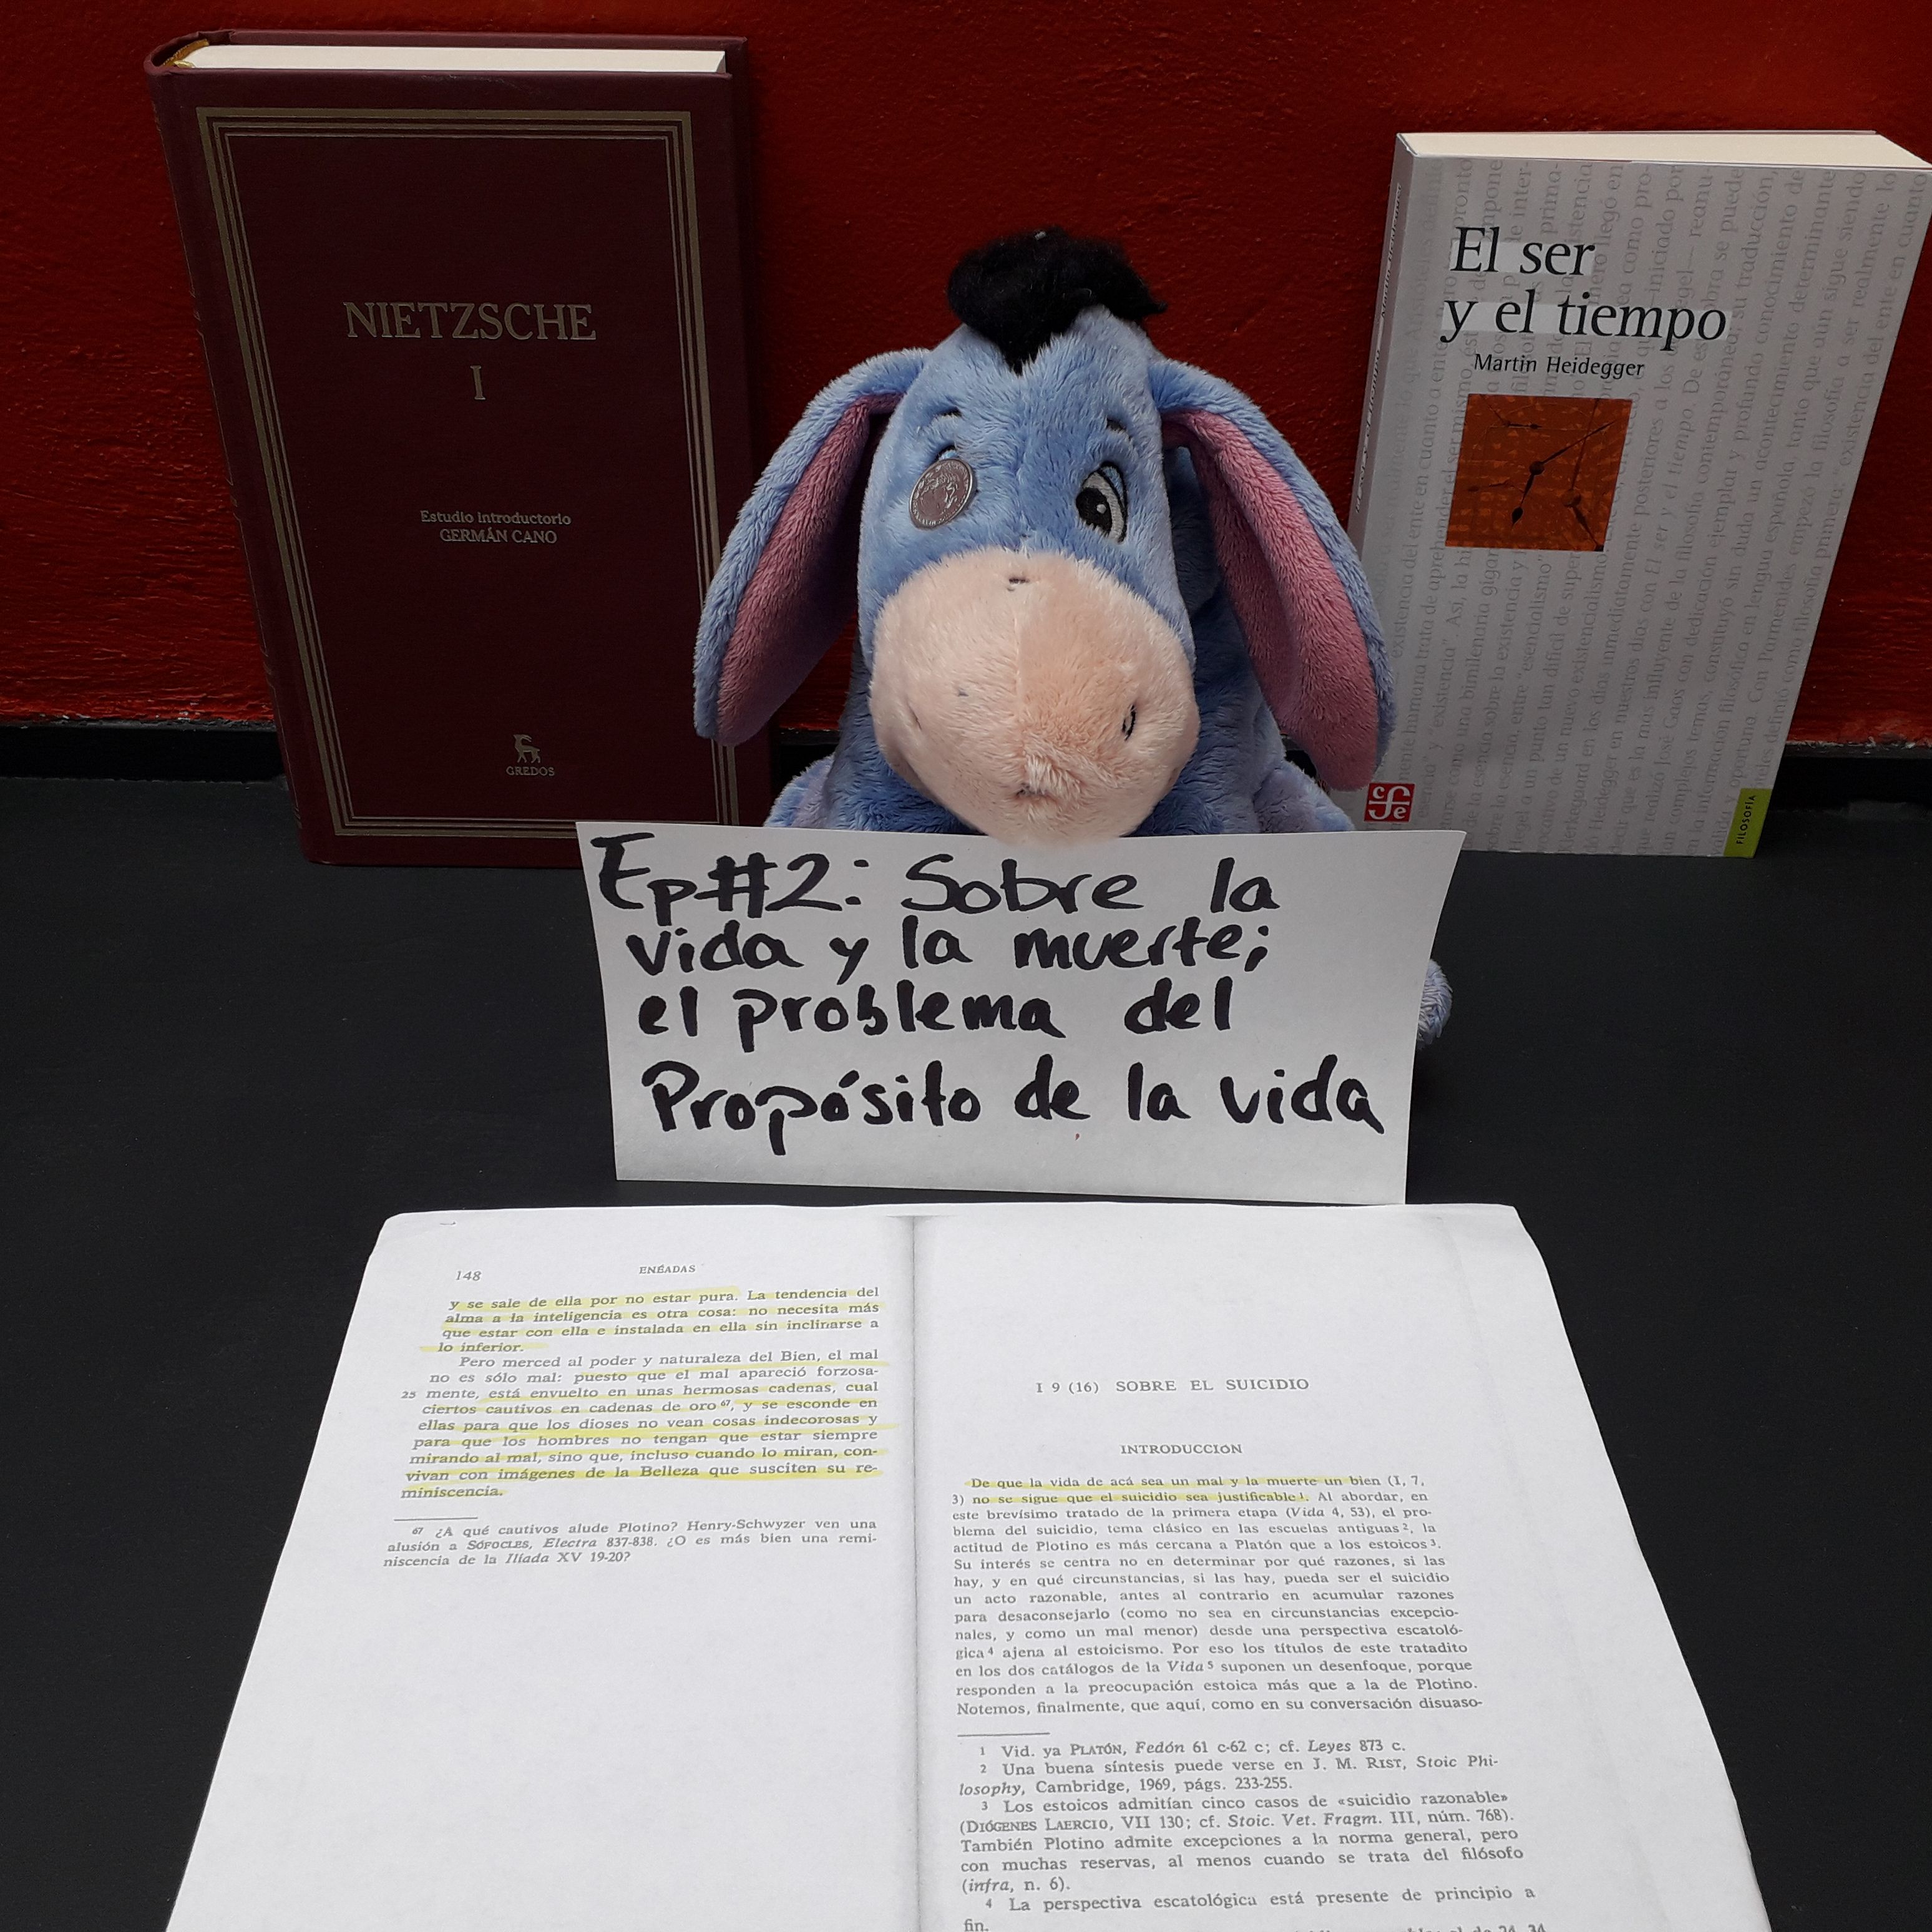 NIETZSCHE
I
Estudio introductorio
GERMÁN CANO
GREDOS
El ser
y el tiempo
Martin Heidegger
cfe
FILOSOFÍA
Ep#2: Sobre la
vida y la muerte;
el problema del
Propósito de la vida
148
ENÉADAS
y se sale de ella por no estar pura. La tendencia del
alma a la inteligencia es otra cosa: no necesita más
que estar con ella e instalada en ella sin inclinarse a
lo inferior.
Pero merced al poder y naturaleza del Bien, el mal
no es sólo mal: puesto que el mal apareció forzosa-
25 mente, está envuelto en unas hermosas cadenas, cual
ciertos cautivos en cadenas de oro 67, y se esconde en
ellas para que los dioses no vean cosas indecorosas y
para que los hombres no tengan que estar siempre
mirando al mal, sino que, incluso cuando lo miran, con-
vivan con imágenes de la Belleza que susciten su re-
miniscencia.
67 ¿A qué cautivos alude Plotino? Henry-Schwyzer ven una
alusión a SÓFOCLES, Electra 837-838. ¿O es más bien una remi-
niscencia de la Ilíada XV 19-20?
I 9 (16) SOBRE EL SUICIDIO
INTRODUCCION
De que la vida de acá sea un mal y la muerte un bien (I, 7,
3) no se sigue que el suicidio sea justificable 1. Al abordar, en
este brevísimo tratado de la primera etapa (Vida 4, 53), el pro-
blema del suicidio, tema clásico en las escuelas antiguas 2, la
actitud de Plotino es más cercana a Platón que a los estoicos 3.
Su interés se centra no en determinar por qué razones, si las
hay, y en qué circunstancias, si las hay, pueda ser el suicidio
un acto razonable, antes al contrario en acumular razones
para desaconsejarlo (como no sea en circunstancias excepcio-
nales, y como un mal menor) desde una perspectiva escatoló-
gica 4 ajena al estoicismo. Por eso los títulos de este tratadito
en los dos catálogos de la Vida 5 suponen un desenfoque, porque
responden a la preocupación estoica más que a la de Plotino.
Notemos, finalmente, que aquí, como en su conversación disuaso-
1 Vid. ya PLATÓN, Fedón 61 c-62 c; cf. Leyes 873 c.
2 Una buena síntesis puede verse en J. M. RIST, Stoic Phi-
losophy, Cambridge, 1969, págs. 233-255.
3 Los estoicos admitían cinco casos de «suicidio razonable»
(DIÓGENES LAERCIO, VII 130; cf. Stoic. Vet. Fragm. III, núm. 768).
También Plotino admite excepciones a la norma general, pero
con muchas reservas, al menos cuando se trata del filósofo
(infra, n. 6).
4 La perspectiva escatológica está presente de principio a
fin.